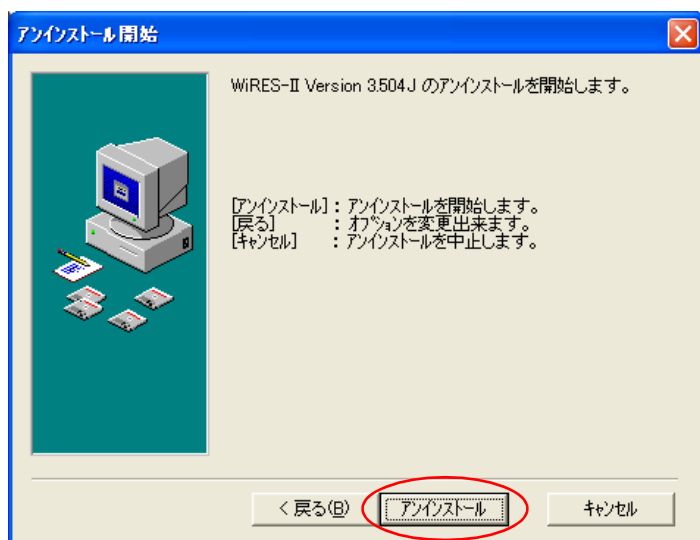 アンインストール開始
WiRES-II Version 3.504J のアンインストールを開始します。
[アンインストール]：アンインストールを開始します。
[戻る]　　　　：オプションを変更出来ます。
[キャンセル]　　：アンインストールを中止します。
< 戻る(B)　アンインストール　キャンセル